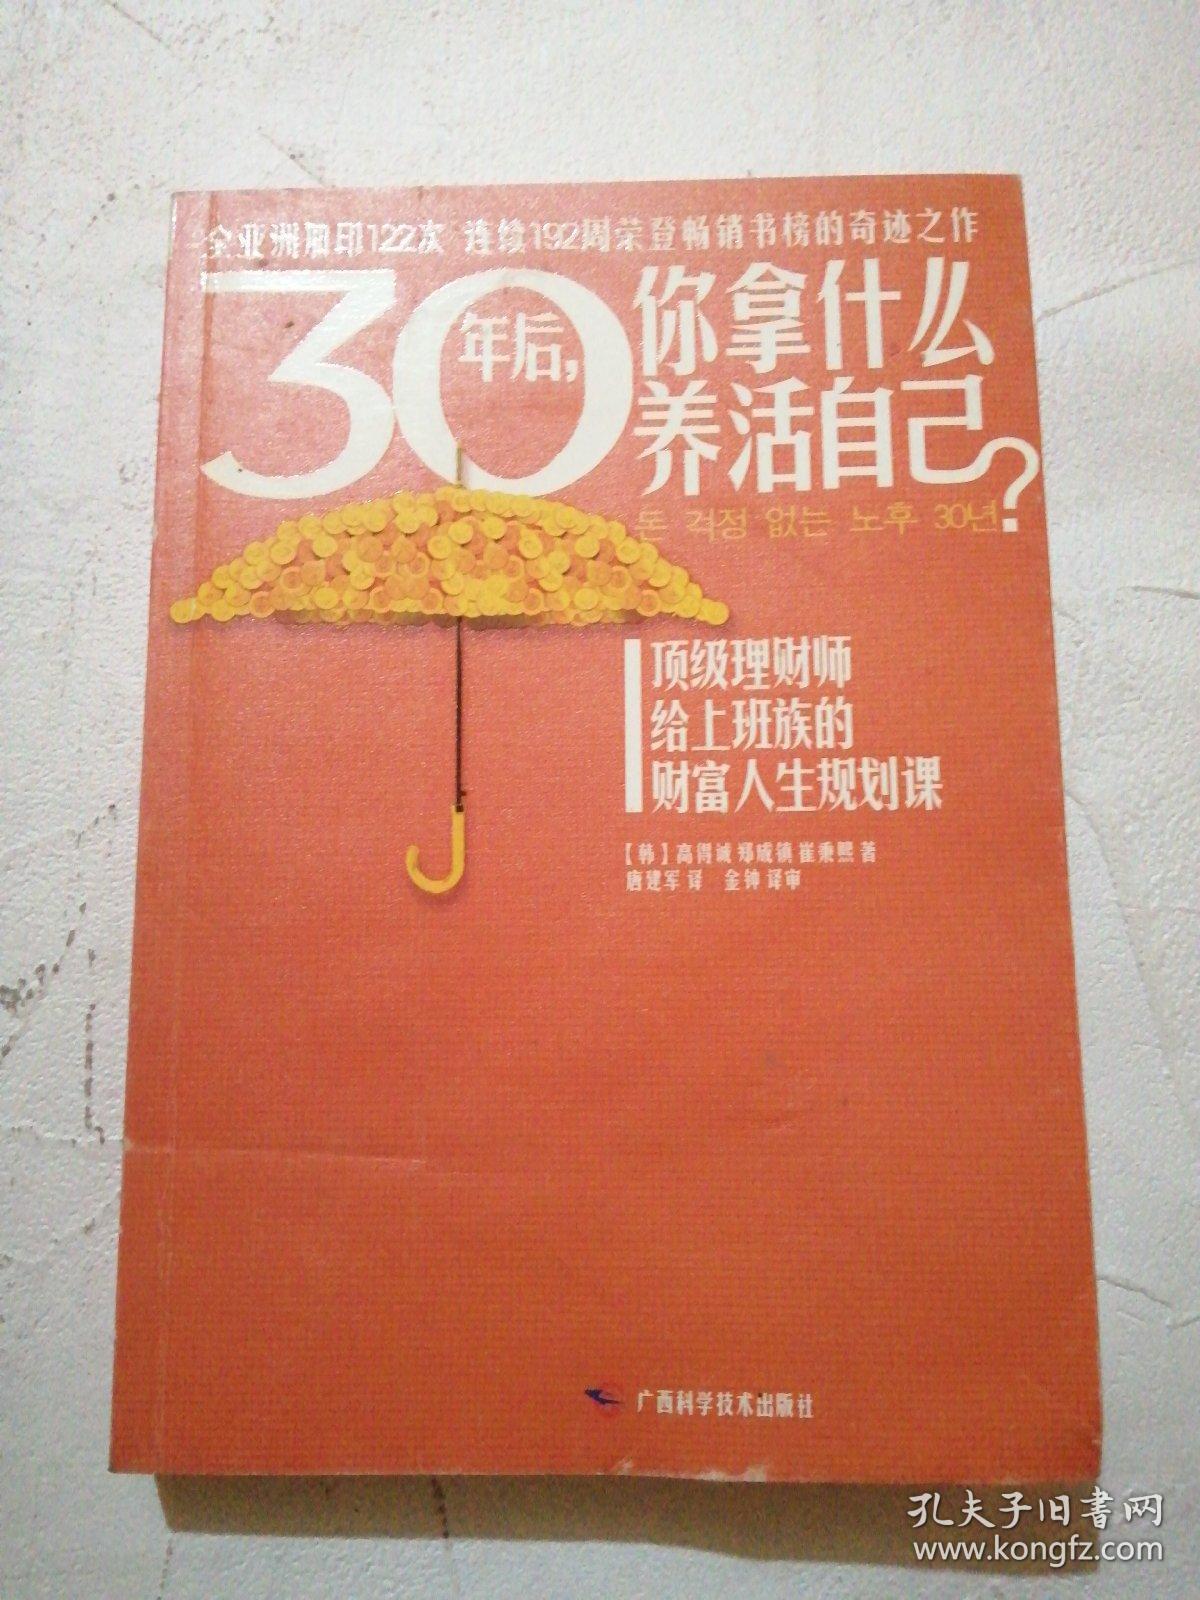 全亚洲加印122次 连续192周荣登畅销书榜的奇迹之作
30年后,你拿什么
养活自己?
돈 걱정 없는 노후 30년
顶级理财师
给上班族的
财富人生规划课
【韩】高得诚 郑成镇 崔秉熙 著
唐建军 译 金钟 译审
广西科学技术出版社
孔夫子旧書网
www.kongfz.com